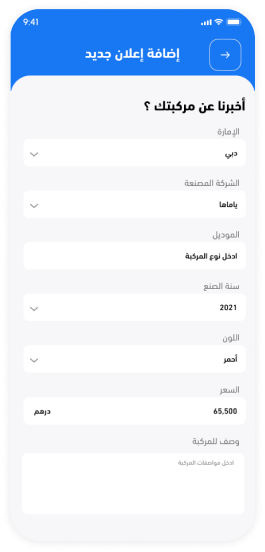 9:41
إضافة إعلان جديد
أخبرنا عن مركبتك ؟
الإمارة
دبي
الشركة المصنعة
ياماها
الموديل
ادخل نوع المركبة
سنة الصنع
2021
اللون
أحمر
السعر
65,500 درهم
وصف للمركبة
ادخل مواصفات المركبة